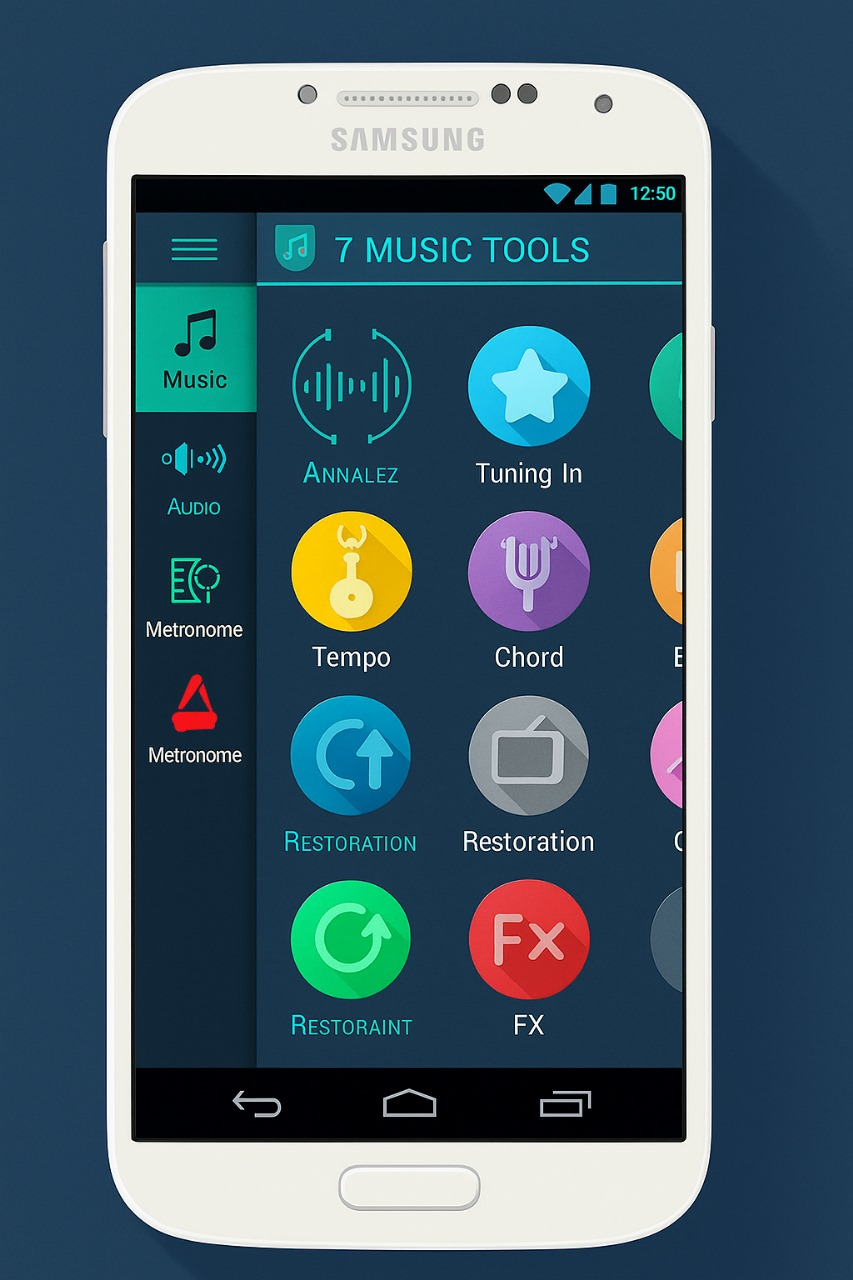 SAMSUNG
12:50
7 MUSIC TOOLS
Music
AUDIO
Metronome
Metronome
ANNALEZ
Tuning In
Tempo
Chord
RESTORATION
Restoration
RESTORAINT
Fx
FX